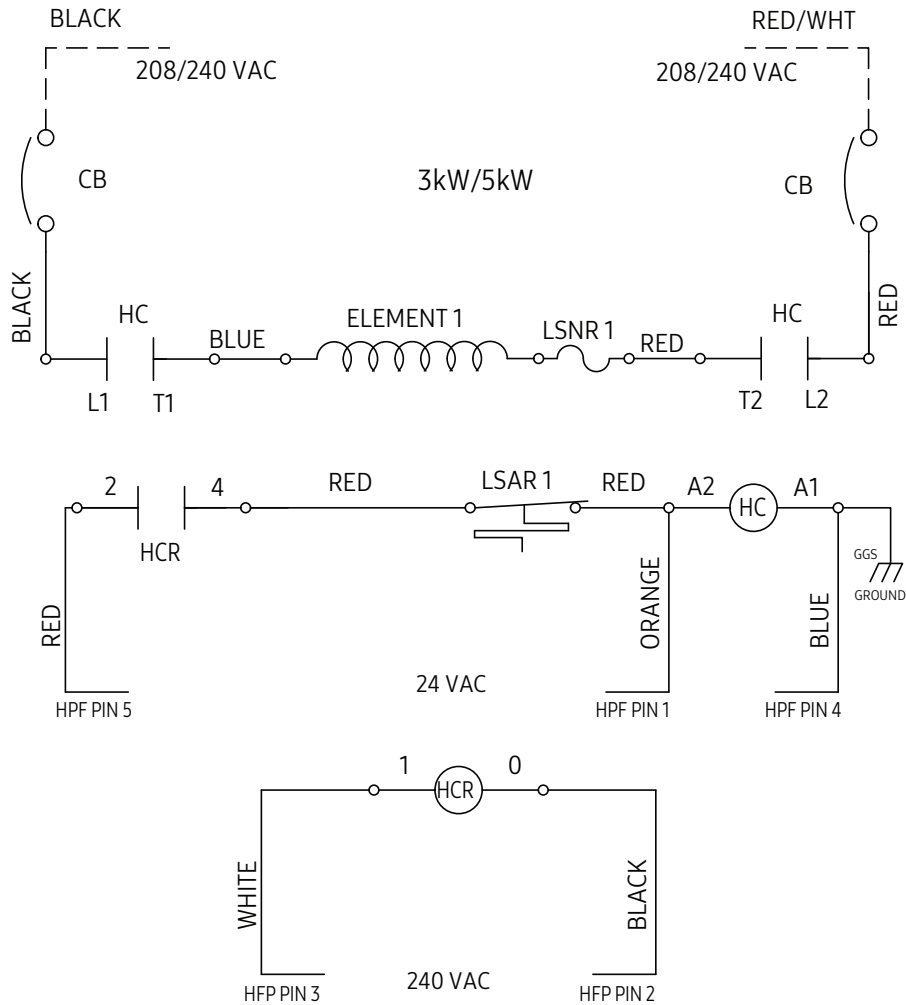 BLACK
RED/WHT
208/240 VAC
208/240 VAC
CB
3kW/5kW
CB
BLACK
RED
HC
BLUE
ELEMENT 1
LSNR 1
RED
HC
L1
T1
T2
L2
2
4
RED
LSAR 1
RED
A2
HC
A1
HCR
GGS
GROUND
RED
ORANGE
BLUE
24 VAC
HPF PIN 5
HPF PIN 1
HPF PIN 4
1
0
HCR
WHITE
BLACK
240 VAC
HFP PIN 3
HFP PIN 2